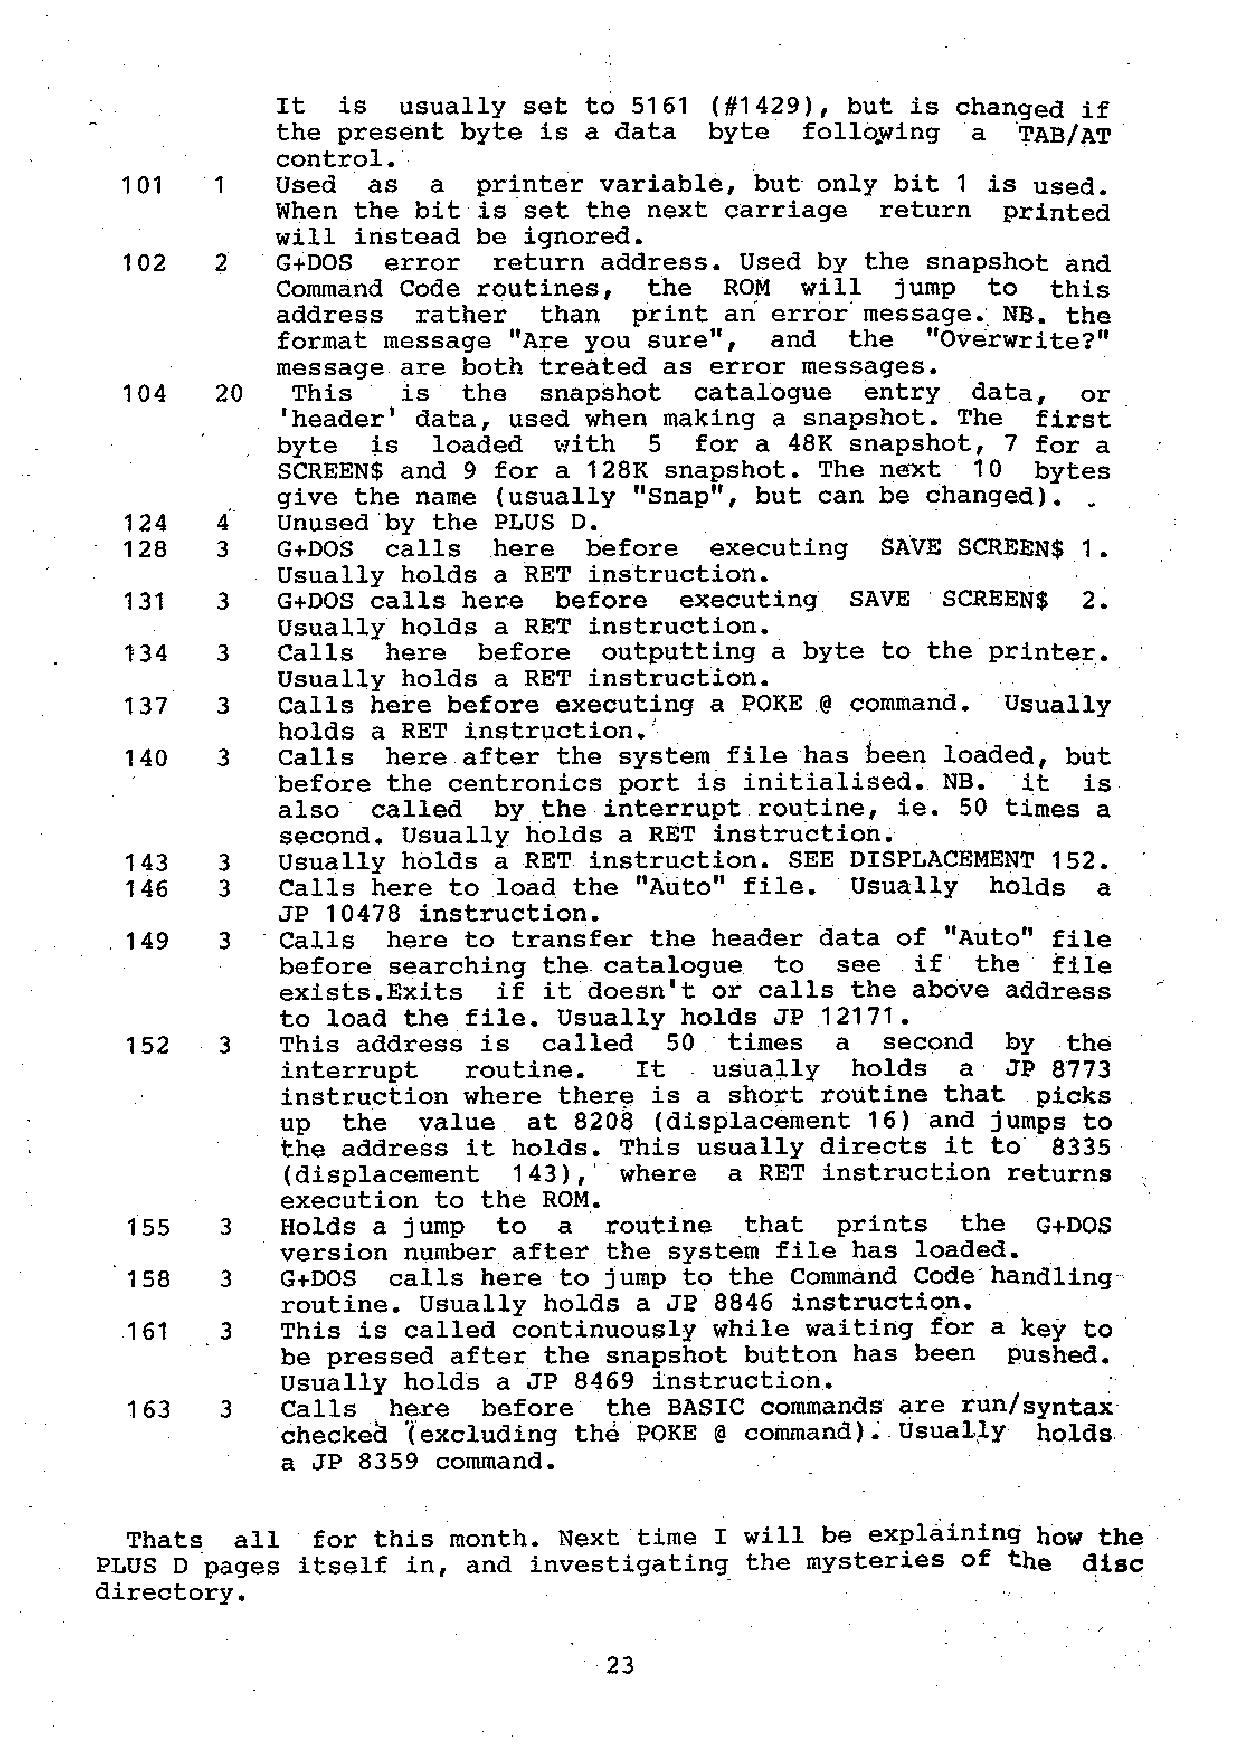 It is usually set to 5161 (#1429), but is changed if
the present byte is a data byte following a TAB/AT
control.
101 1 Used as a printer variable, but only bit 1 is used.
When the bit is set the next carriage return printed
will instead be ignored.
102 2 G+DOS error return address. Used by the snapshot and
Command Code routines, the ROM will jump to this
address rather than print an error message. NB. the
format message "Are you sure", and the "Overwrite?"
message are both treated as error messages.
104 20 This is the snapshot catalogue entry data, or
'header' data, used when making a snapshot. The first
byte is loaded with 5 for a 48K snapshot, 7 for a
SCREEN$ and 9 for a 128K snapshot. The next 10 bytes
give the name (usually "Snap", but can be changed).
124 4 Unused by the PLUS D.
128 3 G+DOS calls here before executing SAVE SCREEN$ 1.
Usually holds a RET instruction.
131 3 G+DOS calls here before executing SAVE SCREEN$ 2.
Usually holds a RET instruction.
134 3 Calls here before outputting a byte to the printer.
Usually holds a RET instruction.
137 3 Calls here before executing a POKE @ command. Usually
holds a RET instruction.
140 3 Calls here after the system file has been loaded, but
before the centronics port is initialised. NB. it is
also called by the interrupt routine, ie. 50 times a
second. Usually holds a RET instruction.
143 3 Usually holds a RET instruction. SEE DISPLACEMENT 152.
146 3 Calls here to load the "Auto" file. Usually holds a
JP 10478 instruction.
149 3 Calls here to transfer the header data of "Auto" file
before searching the catalogue to see if the file
exists.Exits if it doesn't or calls the above address
to load the file. Usually holds JP 12171.
152 3 This address is called 50 times a second by the
interrupt routine. It usually holds a JP 8773
instruction where there is a short routine that picks
up the value at 8208 (displacement 16) and jumps to
the address it holds. This usually directs it to 8335
(displacement 143), where a RET instruction returns
execution to the ROM.
155 3 Holds a jump to a routine that prints the G+DOS
version number after the system file has loaded.
158 3 G+DOS calls here to jump to the Command Code handling
routine. Usually holds a JP 8846 instruction.
161 3 This is called continuously while waiting for a key to
be pressed after the snapshot button has been pushed.
Usually holds a JP 8469 instruction.
163 3 Calls here before the BASIC commands are run/syntax
checked (excluding the POKE @ command). Usually holds
a JP 8359 command.
Thats all for this month. Next time I will be explaining how the
PLUS D pages itself in, and investigating the mysteries of the disc
directory.
23